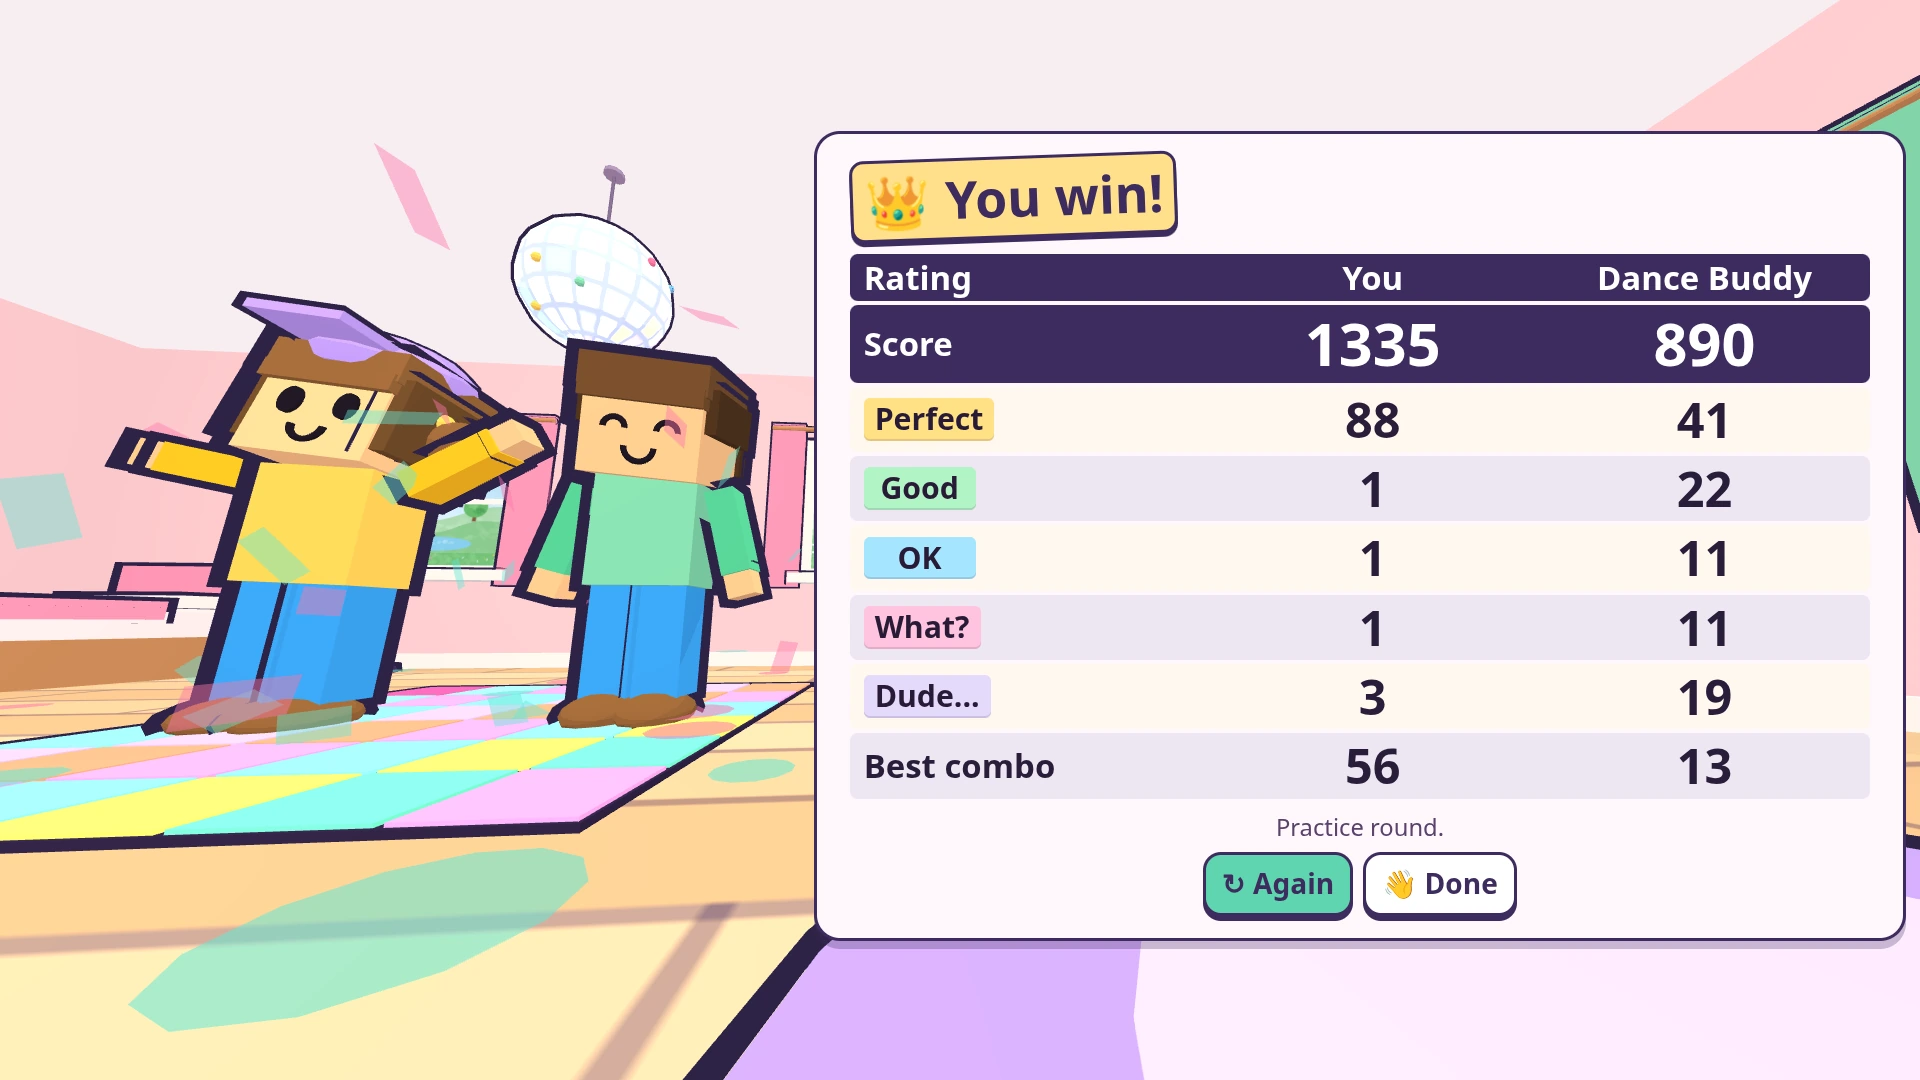 👑 You win!
Rating You Dance Buddy
Score 1335 890
Perfect 88 41
Good 1 22
OK 1 11
What? 1 11
Dude... 3 19
Best combo 56 13
Practice round.
↻ Again 👋 Done